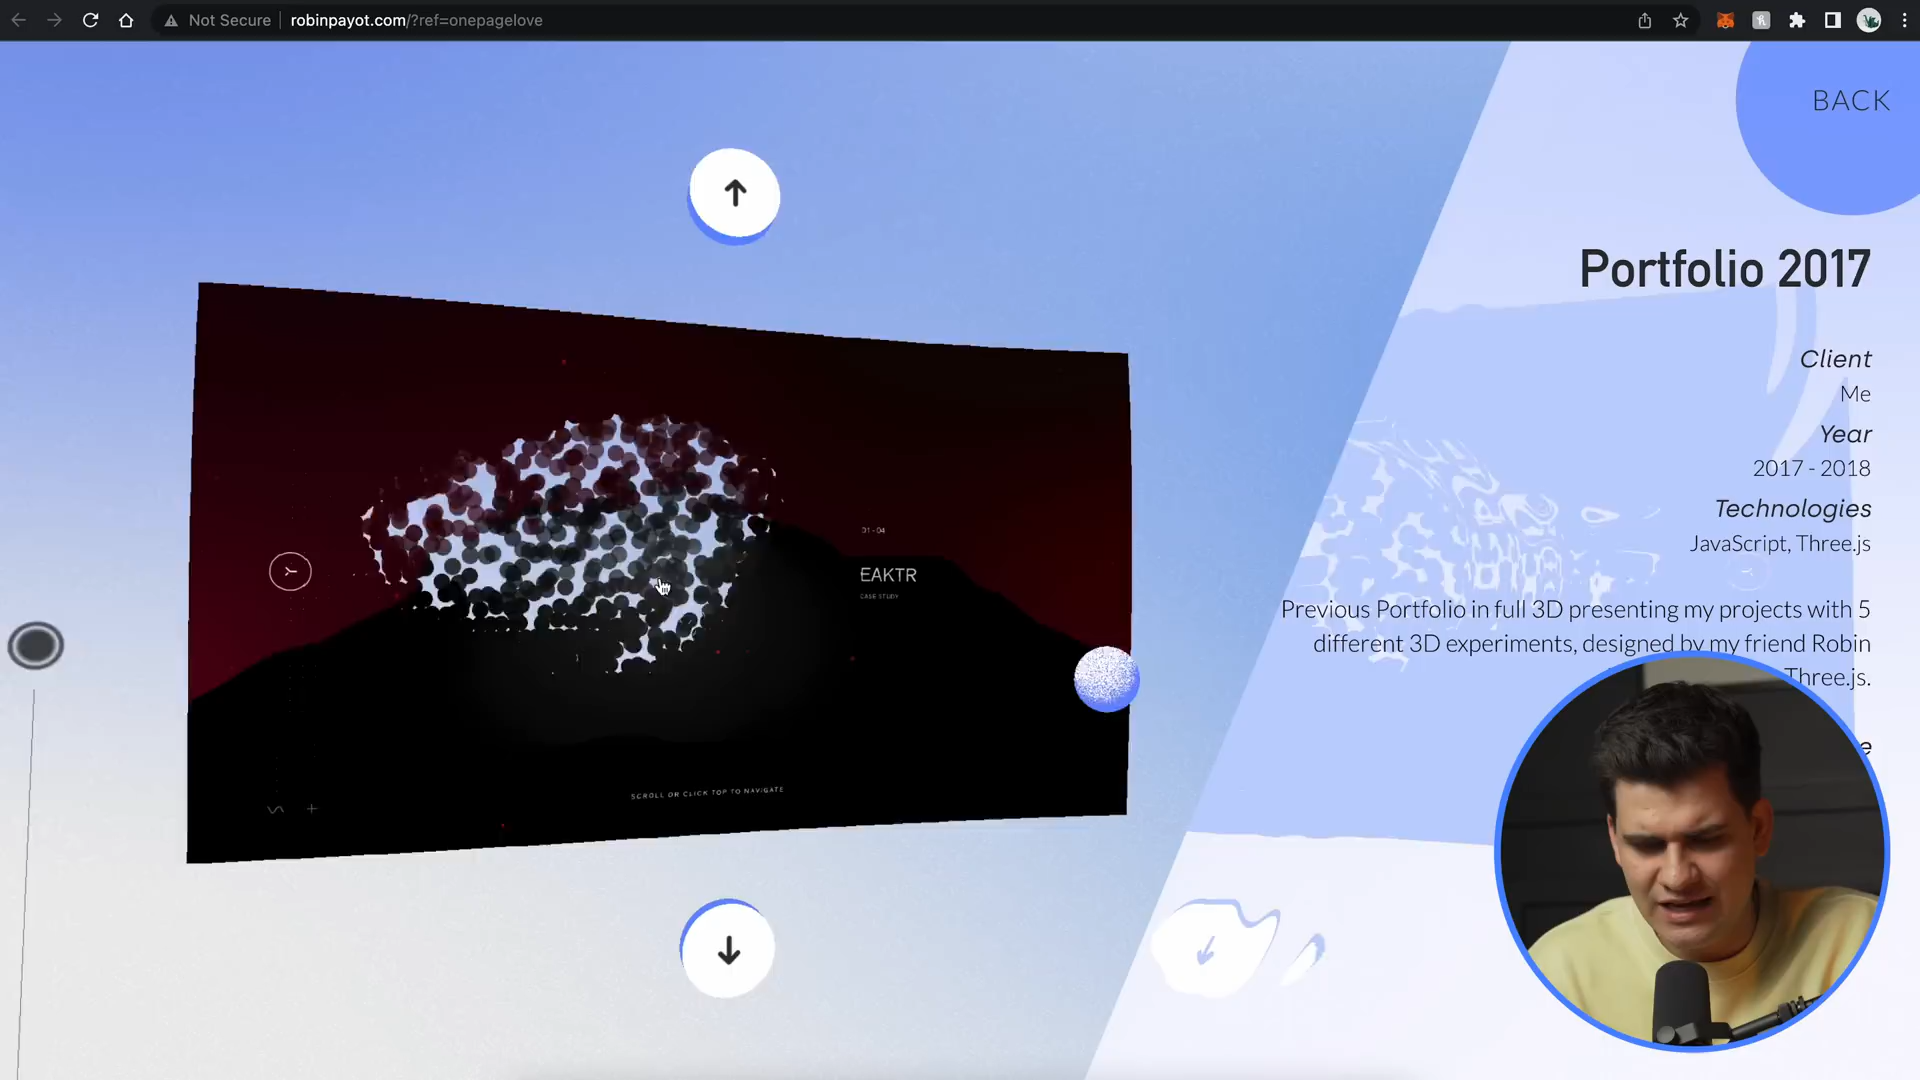 Not Secure
robinpayot.com/?ref=onepagelove
BACK
Portfolio 2017
Client
Me
Year
2017 - 2018
Technologies
JavaScript, Three.js
Previous Portfolio in full 3D presenting my projects with 5
different 3D experiments, designed by my friend Robin
Three.js.
e
01 - 04
EAKTR
CASE STUDY
SCROLL OR CLICK TOP TO NAVIGATE